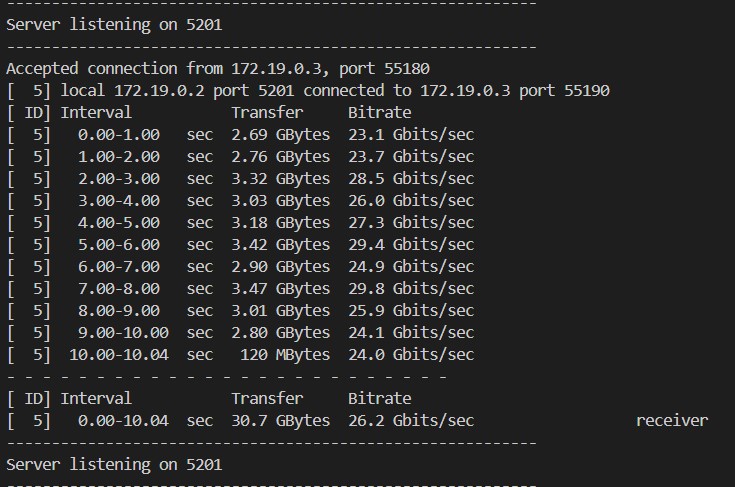 -----------------------------------------------------------
Server listening on 5201
-----------------------------------------------------------
Accepted connection from 172.19.0.3, port 55180
[  5] local 172.19.0.2 port 5201 connected to 172.19.0.3 port 55190
[ ID] Interval           Transfer     Bitrate
[  5]   0.00-1.00   sec  2.69 GBytes  23.1 Gbits/sec
[  5]   1.00-2.00   sec  2.76 GBytes  23.7 Gbits/sec
[  5]   2.00-3.00   sec  3.32 GBytes  28.5 Gbits/sec
[  5]   3.00-4.00   sec  3.03 GBytes  26.0 Gbits/sec
[  5]   4.00-5.00   sec  3.18 GBytes  27.3 Gbits/sec
[  5]   5.00-6.00   sec  3.42 GBytes  29.4 Gbits/sec
[  5]   6.00-7.00   sec  2.90 GBytes  24.9 Gbits/sec
[  5]   7.00-8.00   sec  3.47 GBytes  29.8 Gbits/sec
[  5]   8.00-9.00   sec  3.01 GBytes  25.9 Gbits/sec
[  5]   9.00-10.00  sec  2.80 GBytes  24.1 Gbits/sec
[  5]  10.00-10.04  sec   120 MBytes  24.0 Gbits/sec
- - - - - - - - - - - - - - - - - - - - - - - - -
[ ID] Interval           Transfer     Bitrate
[  5]   0.00-10.04  sec  30.7 GBytes  26.2 Gbits/sec                  receiver
-----------------------------------------------------------
Server listening on 5201
-----------------------------------------------------------